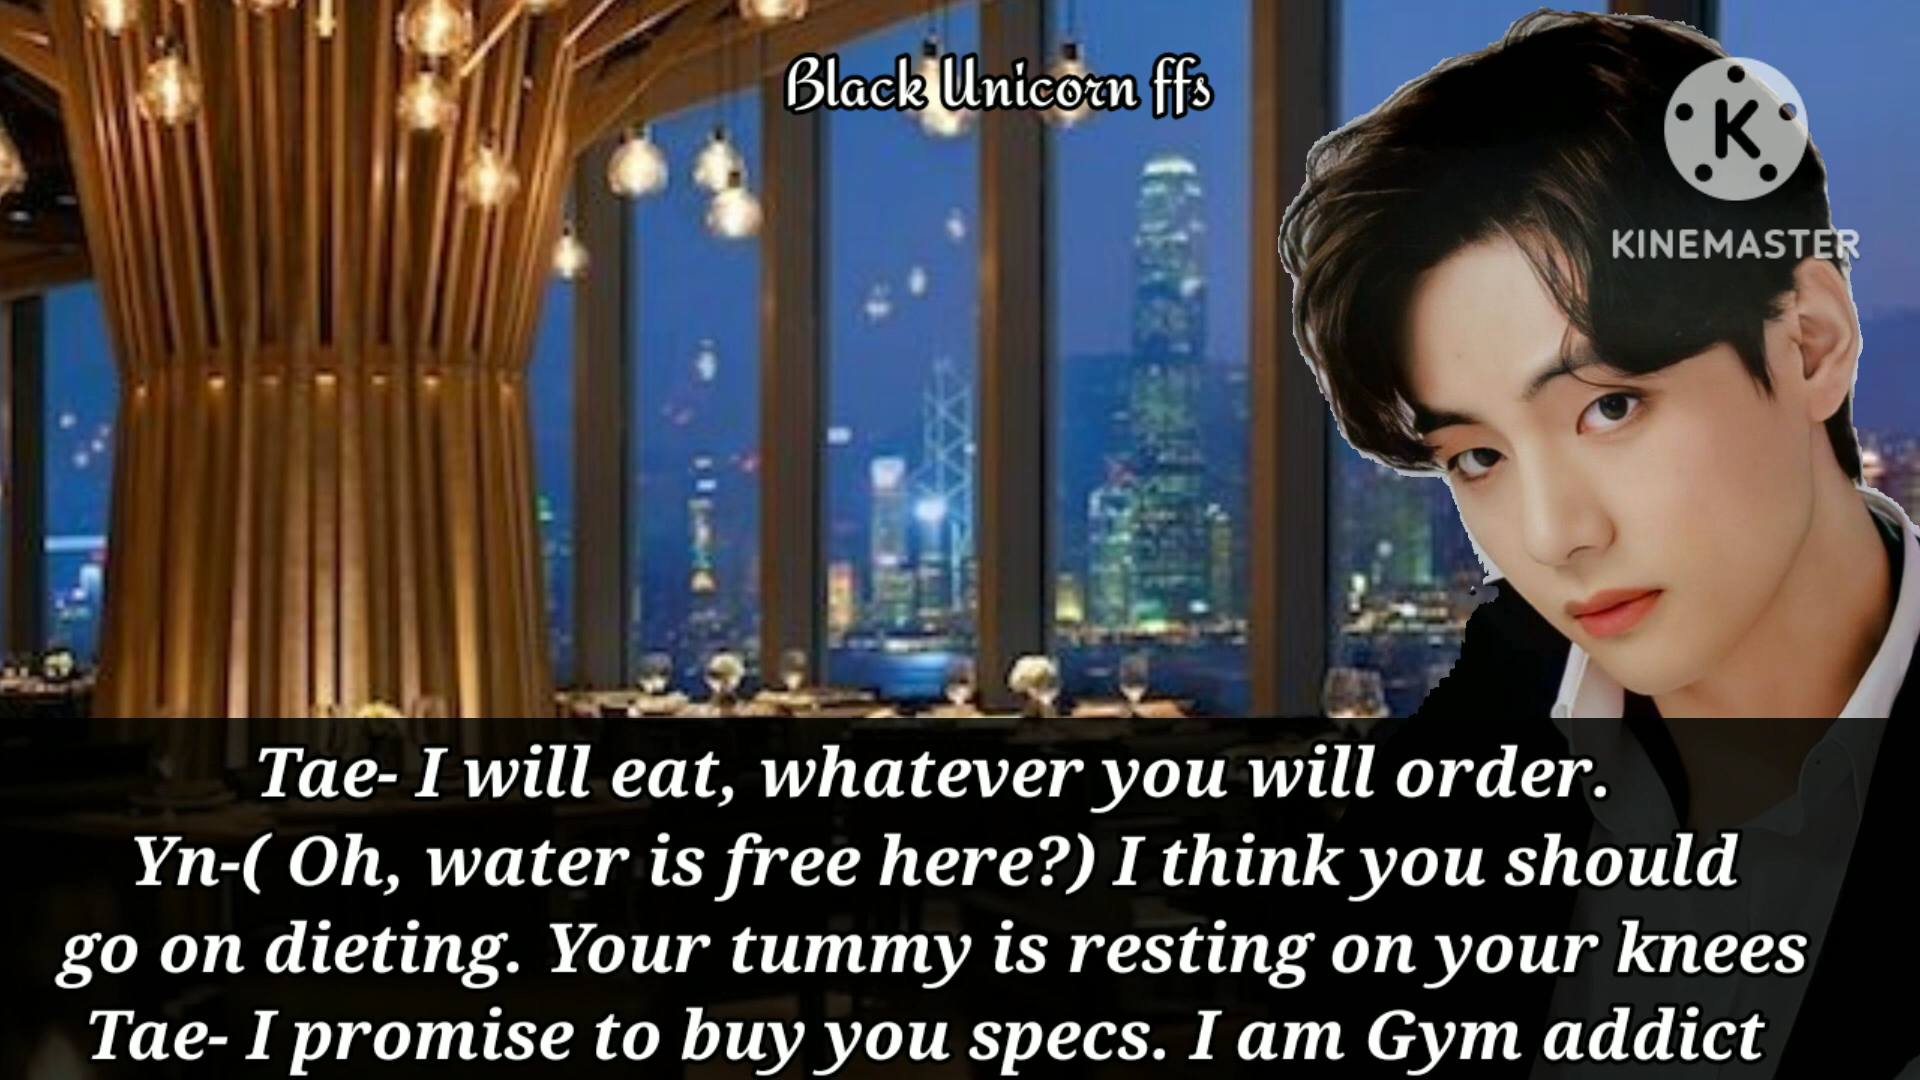 Black Unicorn ffs
K
KINEMASTER
Tae- I will eat, whatever you will order.
Yn-( Oh, water is free here?) I think you should
go on dieting. Your tummy is resting on your knees
Tae- I promise to buy you specs. I am Gym addict